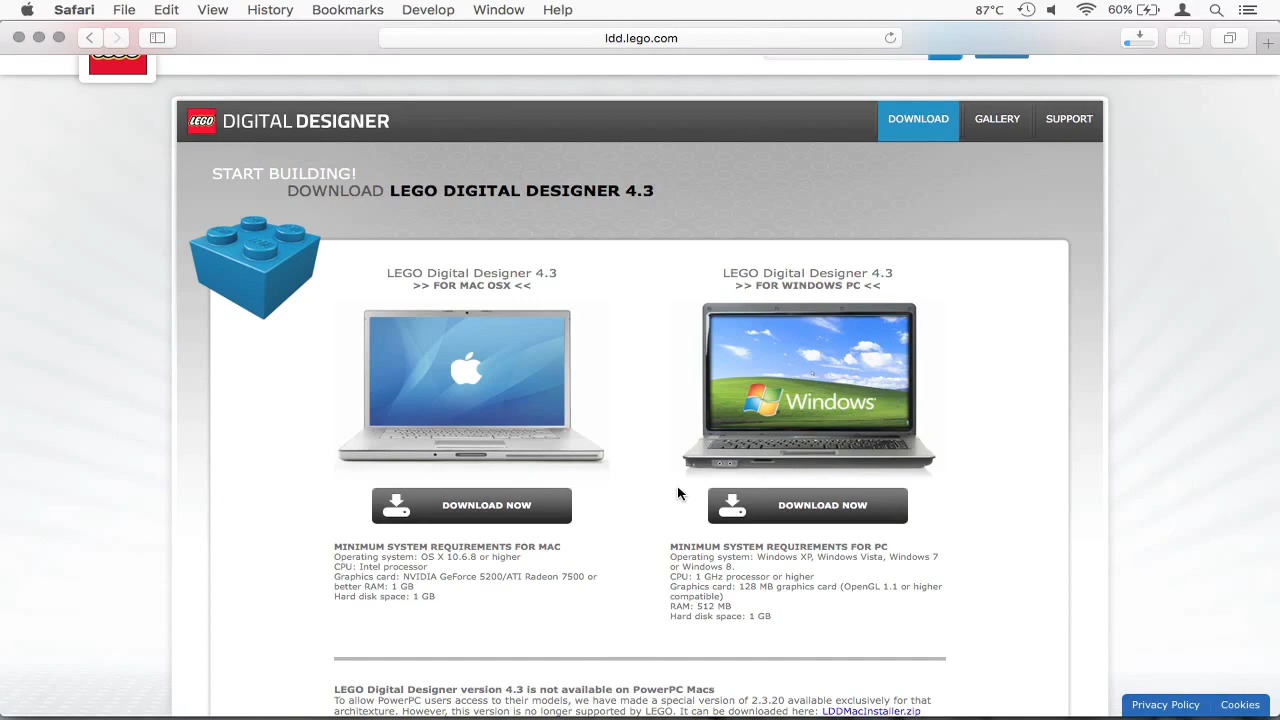 Safari File Edit View History Bookmarks Develop Window Help 87°C 60%
ldd.lego.com
LEGO DIGITAL DESIGNER DOWNLOAD GALLERY SUPPORT
START BUILDING!
DOWNLOAD LEGO DIGITAL DESIGNER 4.3
LEGO Digital Designer 4.3
>> FOR MAC OSX <<
DOWNLOAD NOW
MINIMUM SYSTEM REQUIREMENTS FOR MAC
Operating system: OS X 10.6.8 or higher
CPU: Intel processor
Graphics card: NVIDIA GeForce 5200/ATI Radeon 7500 or
better RAM: 1 GB
Hard disk space: 1 GB
LEGO Digital Designer 4.3
>> FOR WINDOWS PC <<
Windows
DOWNLOAD NOW
MINIMUM SYSTEM REQUIREMENTS FOR PC
Operating system: Windows XP, Windows Vista, Windows 7
or Windows 8.
CPU: 1 GHz processor or higher
Graphics card: 128 MB graphics card (OpenGL 1.1 or higher
compatible)
RAM: 512 MB
Hard disk space: 1 GB
LEGO Digital Designer version 4.3 is not available on PowerPC Macs
To allow PowerPC users access to their models, we have made a special version of 2.3.20 available exclusively for that
architecture. However, this version is no longer supported by LEGO. It can be downloaded here: LDDMacInstaller.zip
Privacy Policy Cookies